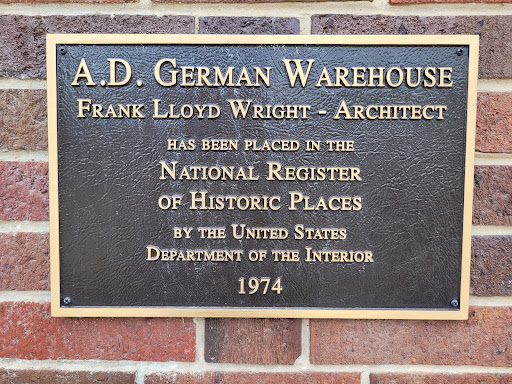 A.D. German Warehouse
Frank Lloyd Wright - Architect
has been placed in the
National Register
of Historic Places
by the United States
Department of the Interior
1974